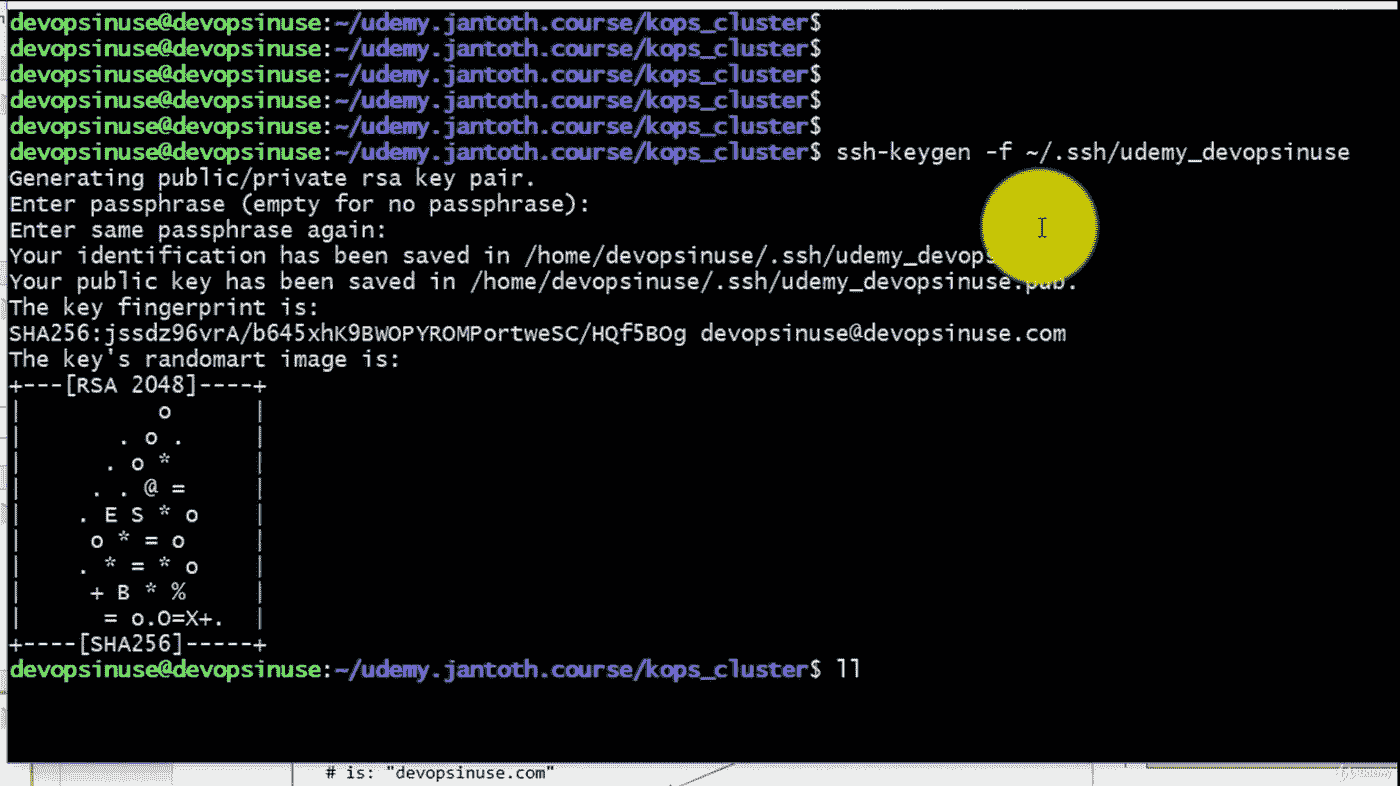 devopsinuse@devopsinuse:~/udemy.jantoth.course/kops_cluster$
devopsinuse@devopsinuse:~/udemy.jantoth.course/kops_cluster$
devopsinuse@devopsinuse:~/udemy.jantoth.course/kops_cluster$
devopsinuse@devopsinuse:~/udemy.jantoth.course/kops_cluster$
devopsinuse@devopsinuse:~/udemy.jantoth.course/kops_cluster$
devopsinuse@devopsinuse:~/udemy.jantoth.course/kops_cluster$ ssh-keygen -f ~/.ssh/udemy_devopsinuse
Generating public/private rsa key pair.
Enter passphrase (empty for no passphrase):
Enter same passphrase again:
Your identification has been saved in /home/devopsinuse/.ssh/udemy_devops
Your public key has been saved in /home/devopsinuse/.ssh/udemy_devopsinuse.pub.
The key fingerprint is:
SHA256:jssdz96vrA/b645xhK9BWOPYROMPortweSC/HQf5BOg devopsinuse@devopsinuse.com
The key's randomart image is:
+---[RSA 2048]----+
|          o      |
|       . o .     |
|      . o *      |
|     . . @ =     |
|    . E S * o    |
|     o * = o     |
|    . * = * o    |
|     + B * %     |
|      = o.O=X+.  |
+----[SHA256]-----+
devopsinuse@devopsinuse:~/udemy.jantoth.course/kops_cluster$ ll
# is: "devopsinuse.com"
Udemy